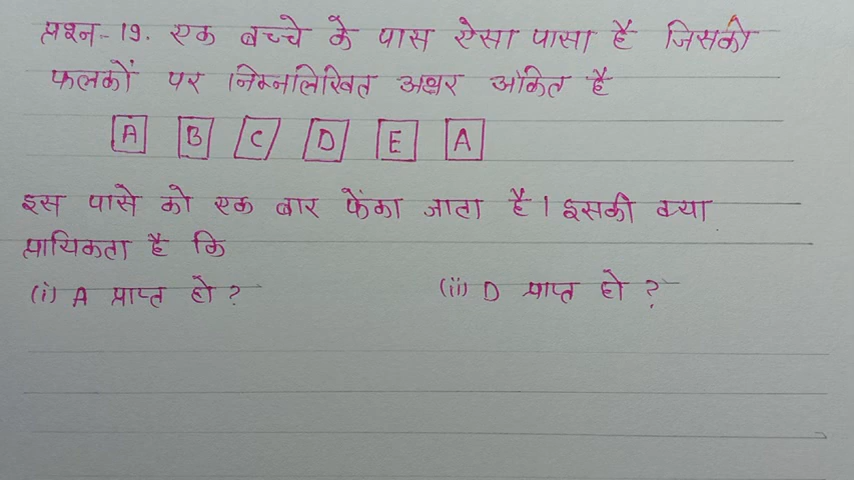 प्रश्न-19. एक बच्चे के पास ऐसा पासा है जिसकी
फलकों पर निम्नलिखित अक्षर अंकित है
A B C D E A
इस पासे को एक बार फेंका जाता है। इसकी क्या
प्रायिकता है कि
(i) A प्राप्त हो ? (ii) D प्राप्त हो ?